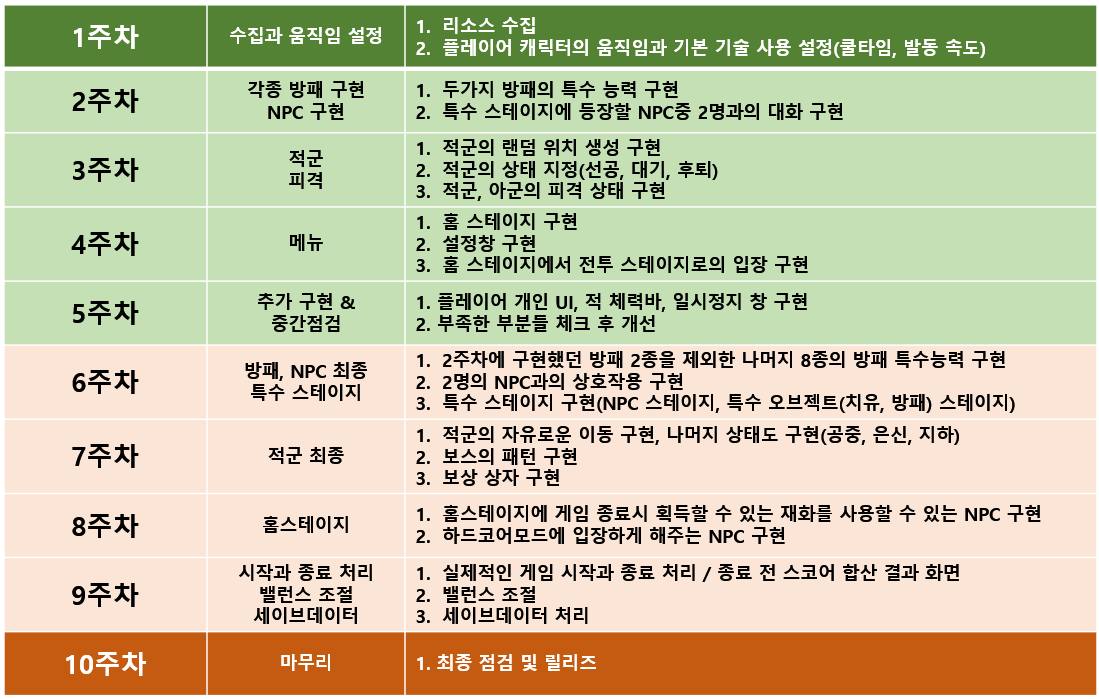 1주차
수집과 움직임 설정
1. 리소스 수집
2. 플레이어 캐릭터의 움직임과 기본 기술 사용 설정(쿨타임, 발동 속도)
2주차
각종 방패 구현
NPC 구현
1. 두가지 방패의 특수 능력 구현
2. 특수 스테이지에 등장할 NPC중 2명과의 대화 구현
3주차
적군
피격
1. 적군의 랜덤 위치 생성 구현
2. 적군의 상태 지정(선공, 대기, 후퇴)
3. 적군, 아군의 피격 상태 구현
4주차
메뉴
1. 홈 스테이지 구현
2. 설정창 구현
3. 홈 스테이지에서 전투 스테이지로의 입장 구현
5주차
추가 구현 &
중간점검
1. 플레이어 개인 UI, 적 체력바, 일시정지 창 구현
2. 부족한 부분들 체크 후 개선
6주차
방패, NPC 최종
특수 스테이지
1. 2주차에 구현했던 방패 2종을 제외한 나머지 8종의 방패 특수능력 구현
2. 2명의 NPC과의 상호작용 구현
3. 특수 스테이지 구현(NPC 스테이지, 특수 오브젝트(치유, 방패) 스테이지)
7주차
적군 최종
1. 적군의 자유로운 이동 구현, 나머지 상태도 구현(공중, 은신, 지하)
2. 보스의 패턴 구현
3. 보상 상자 구현
8주차
홈스테이지
1. 홈스테이지에 게임 종료시 획득할 수 있는 재화를 사용할 수 있는 NPC 구현
2. 하드코어모드에 입장하게 해주는 NPC 구현
9주차
시작과 종료 처리
밸런스 조절
세이브데이터
1. 실제적인 게임 시작과 종료 처리 / 종료 전 스코어 합산 결과 화면
2. 밸런스 조절
3. 세이브데이터 처리
10주차
마무리
1. 최종 점검 및 릴리즈